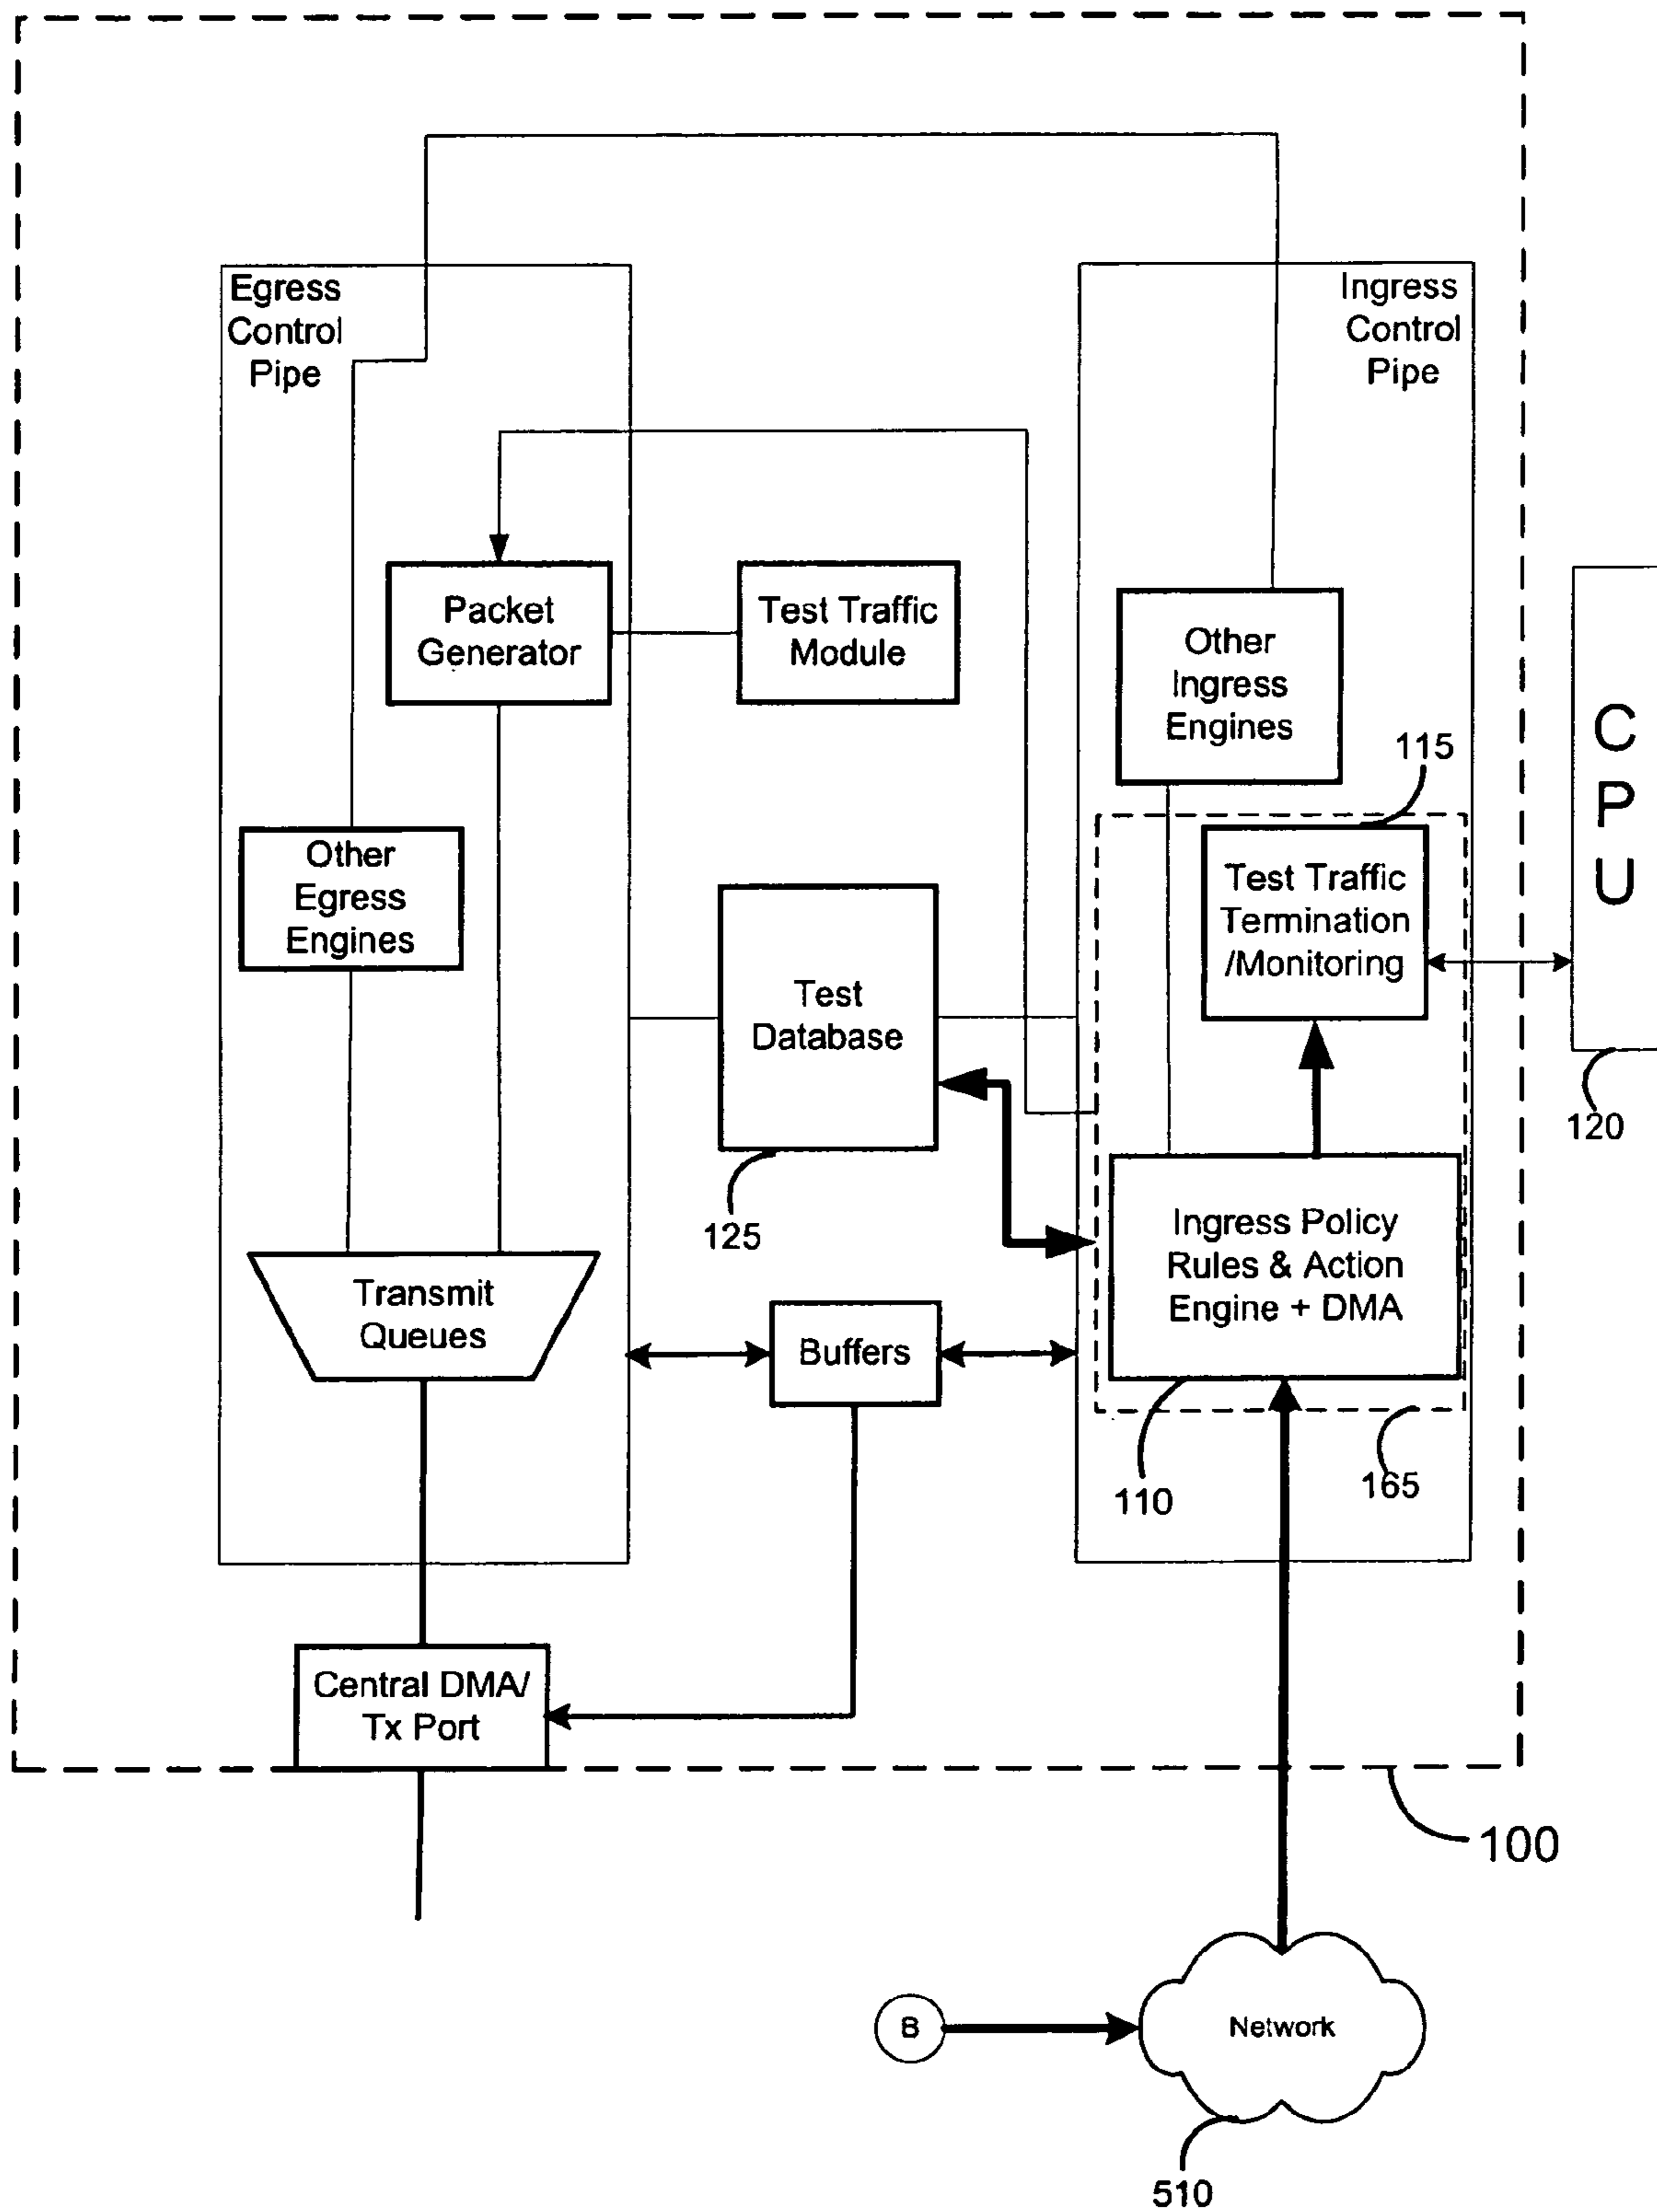 Egress
Control
Pipe
Ingress
Control
Pipe
Packet
Generator
Test Traffic
Module
Other
Ingress
Engines
115
C
P
U
Other
Egress
Engines
Test Traffic
Termination
/Monitoring
Test
Database
120
125
Ingress Policy
Rules & Action
Engine + DMA
Transmit
Queues
Buffers
110
165
Central DMA/
Tx Port
100
B
Network
510